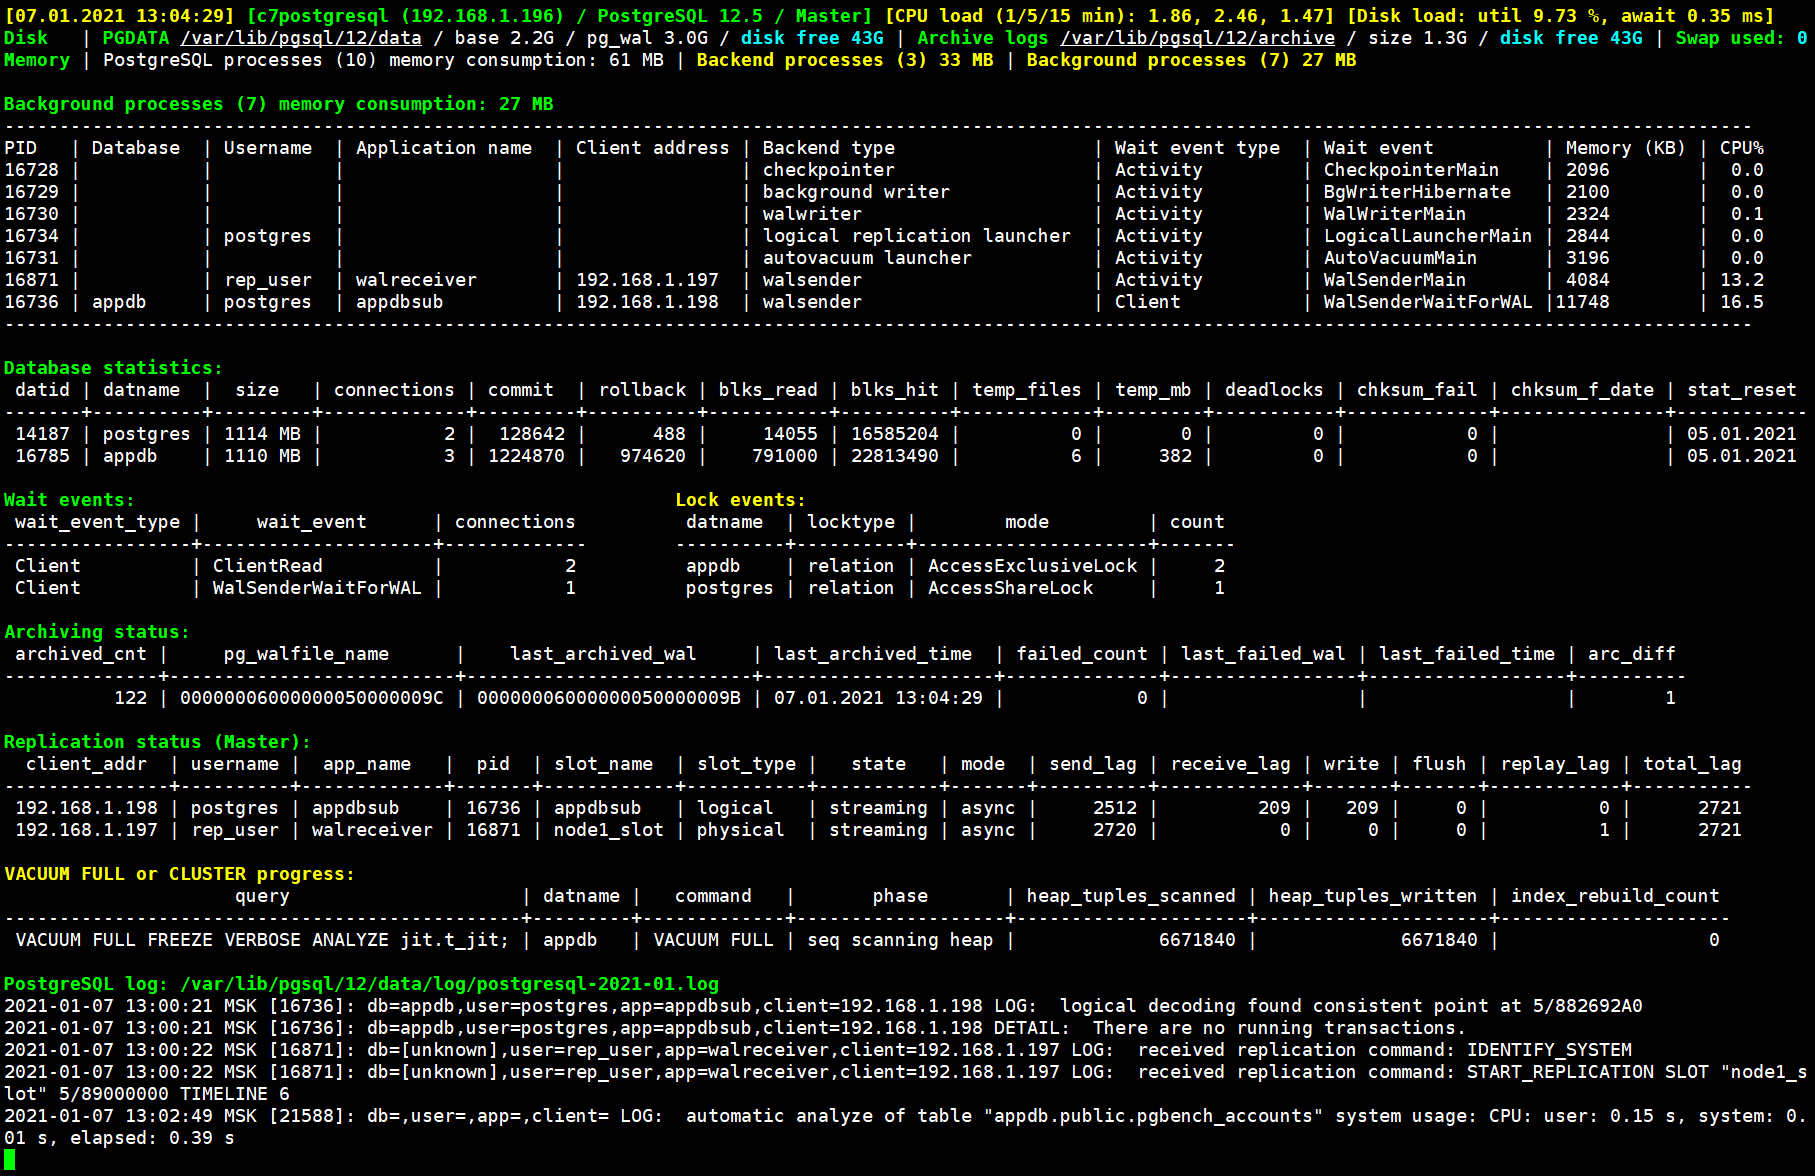 [07.01.2021 13:04:29] [c7postgresql (192.168.1.196) / PostgreSQL 12.5 / Master] [CPU load (1/5/15 min): 1.86, 2.46, 1.47] [Disk load: util 9.73 %, await 0.35 ms]
Disk   | PGDATA /var/lib/pgsql/12/data / base 2.2G / pg_wal 3.0G / disk free 43G | Archive logs /var/lib/pgsql/12/archive / size 1.3G / disk free 43G | Swap used: 0
Memory | PostgreSQL processes (10) memory consumption: 61 MB | Backend processes (3) 33 MB | Background processes (7) 27 MB
Background processes (7) memory consumption: 27 MB
---------------------------------------------------------------------------------------------------------------------------------------------------------------
PID   | Database  | Username  | Application name  | Client address | Backend type                  | Wait event type  | Wait event          | Memory (KB) | CPU%
16728 |           |           |                   |                | checkpointer                  | Activity         | CheckpointerMain    | 2096        |  0.0
16729 |           |           |                   |                | background writer             | Activity         | BgWriterHibernate   | 2100        |  0.0
16730 |           |           |                   |                | walwriter                     | Activity         | WalWriterMain       | 2324        |  0.1
16734 |           | postgres  |                   |                | logical replication launcher  | Activity         | LogicalLauncherMain | 2844        |  0.0
16731 |           |           |                   |                | autovacuum launcher           | Activity         | AutoVacuumMain      | 3196        |  0.0
16871 |           | rep_user  | walreceiver       | 192.168.1.197  | walsender                     | Activity         | WalSenderMain       | 4084        | 13.2
16736 | appdb     | postgres  | appdbsub          | 192.168.1.198  | walsender                     | Client           | WalSenderWaitForWAL |11748        | 16.5
---------------------------------------------------------------------------------------------------------------------------------------------------------------
Database statistics:
 datid | datname  |  size   | connections | commit  | rollback | blks_read | blks_hit | temp_files | temp_mb | deadlocks | chksum_fail | chksum_f_date | stat_reset
-------+----------+---------+-------------+---------+----------+-----------+----------+------------+---------+-----------+-------------+---------------+------------
 14187 | postgres | 1114 MB |           2 |  128642 |      488 |     14055 | 16585204 |          0 |       0 |         0 |           0 |               | 05.01.2021
 16785 | appdb    | 1110 MB |           3 | 1224870 |   974620 |    791000 | 22813490 |          6 |     382 |         0 |           0 |               | 05.01.2021
Wait events:                                                 Lock events:
 wait_event_type |     wait_event      | connections          datname  | locktype |        mode         | count
-----------------+---------------------+-------------        ----------+----------+---------------------+-------
 Client          | ClientRead          |           2          appdb    | relation | AccessExclusiveLock |     2
 Client          | WalSenderWaitForWAL |           1          postgres | relation | AccessShareLock     |     1
Archiving status:
 archived_cnt |     pg_walfile_name      |    last_archived_wal     | last_archived_time  | failed_count | last_failed_wal | last_failed_time | arc_diff
--------------+--------------------------+--------------------------+---------------------+--------------+-----------------+------------------+----------
          122 | 00000006000000050000009C | 00000006000000050000009B | 07.01.2021 13:04:29 |            0 |                 |                  |        1
Replication status (Master):
  client_addr  | username |  app_name   |  pid  | slot_name  | slot_type |   state   | mode  | send_lag | receive_lag | write | flush | replay_lag | total_lag
---------------+----------+-------------+-------+------------+-----------+-----------+-------+----------+-------------+-------+-------+------------+-----------
 192.168.1.198 | postgres | appdbsub    | 16736 | appdbsub   | logical   | streaming | async |     2512 |         209 |   209 |     0 |          0 |      2721
 192.168.1.197 | rep_user | walreceiver | 16871 | node1_slot | physical  | streaming | async |     2720 |           0 |     0 |     0 |          1 |      2721
VACUUM FULL or CLUSTER progress:
                     query                     | datname |   command   |       phase       | heap_tuples_scanned | heap_tuples_written | index_rebuild_count
-----------------------------------------------+---------+-------------+-------------------+---------------------+---------------------+---------------------
 VACUUM FULL FREEZE VERBOSE ANALYZE jit.t_jit; | appdb   | VACUUM FULL | seq scanning heap |             6671840 |             6671840 |                   0
PostgreSQL log: /var/lib/pgsql/12/data/log/postgresql-2021-01.log
2021-01-07 13:00:21 MSK [16736]: db=appdb,user=postgres,app=appdbsub,client=192.168.1.198 LOG:  logical decoding found consistent point at 5/882692A0
2021-01-07 13:00:21 MSK [16736]: db=appdb,user=postgres,app=appdbsub,client=192.168.1.198 DETAIL:  There are no running transactions.
2021-01-07 13:00:22 MSK [16871]: db=[unknown],user=rep_user,app=walreceiver,client=192.168.1.197 LOG:  received replication command: IDENTIFY_SYSTEM
2021-01-07 13:00:22 MSK [16871]: db=[unknown],user=rep_user,app=walreceiver,client=192.168.1.197 LOG:  received replication command: START_REPLICATION SLOT "node1_s
lot" 5/89000000 TIMELINE 6
2021-01-07 13:02:49 MSK [21588]: db=,user=,app=,client= LOG:  automatic analyze of table "appdb.public.pgbench_accounts" system usage: CPU: user: 0.15 s, system: 0.
01 s, elapsed: 0.39 s